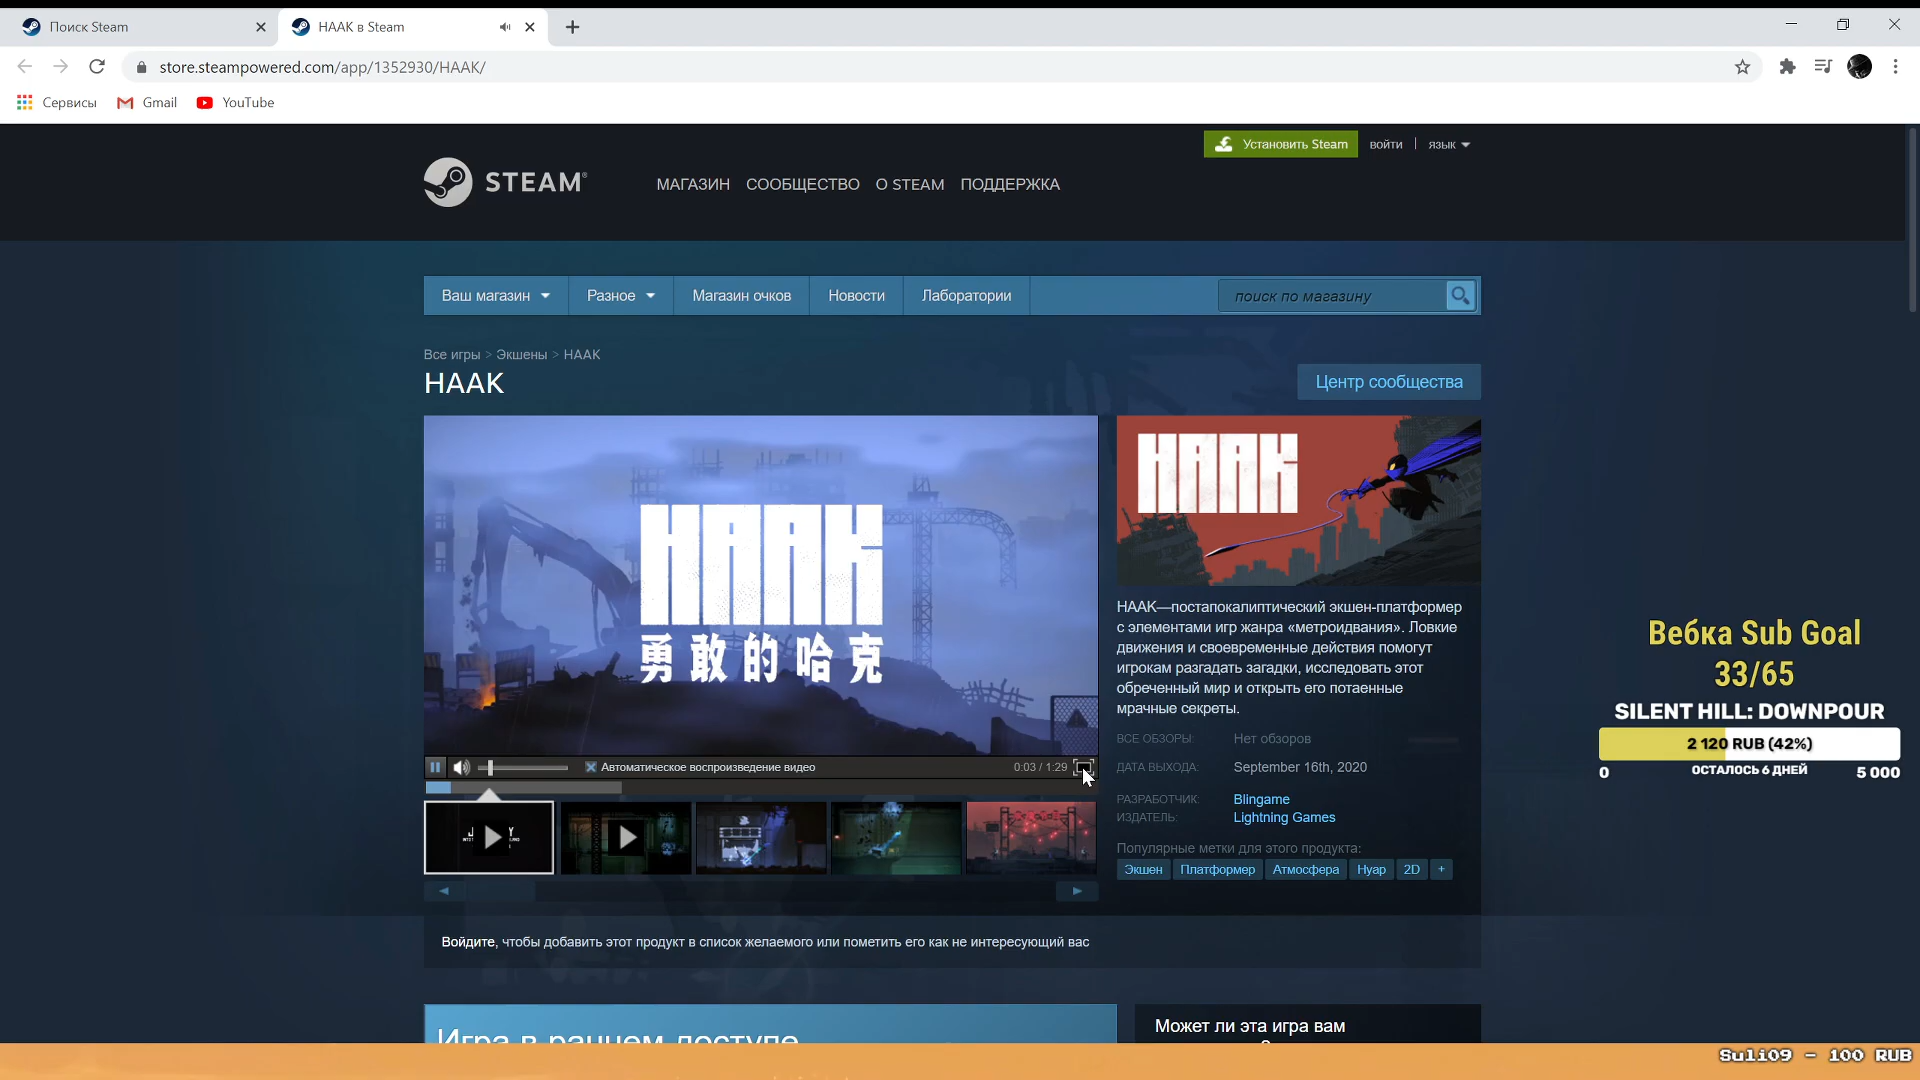 Поиск Steam
HAAK в Steam
store.steampowered.com/app/1352930/HAAK/
Сервисы
Gmail
YouTube
Установить Steam
войти
язык
STEAM
МАГАЗИН
СООБЩЕСТВО
О STEAM
ПОДДЕРЖКА
Ваш магазин
Разное
Магазин очков
Новости
Лаборатории
поиск по магазину
Все игры > Экшены > HAAK
HAAK
Центр сообщества
HAAK
勇敢的哈克
HAAK
HAAK—постапокалиптический экшен-платформер
с элементами игр жанра «метроидвания». Ловкие
движения и своевременные действия помогут
игрокам разгадать загадки, исследовать этот
обреченный мир и открыть его потаенные
мрачные секреты.
ВСЕ ОБЗОРЫ: Нет обзоров
ДАТА ВЫХОДА: September 16th, 2020
РАЗРАБОТЧИК: Blingame
ИЗДАТЕЛЬ: Lightning Games
Популярные метки для этого продукта:
Экшен
Платформер
Атмосфера
Нуар
2D
+
Автоматическое воспроизведение видео
0:03 / 1:29
Войдите, чтобы добавить этот продукт в список желаемого или пометить его как не интересующий вас
Игра в раннем доступе
Может ли эта игра вам
Вебка Sub Goal
33/65
SILENT HILL: DOWNPOUR
2 120 RUB (42%)
0
ОСТАЛОСЬ 6 ДНЕЙ
5 000
Suli09 - 100 RUB